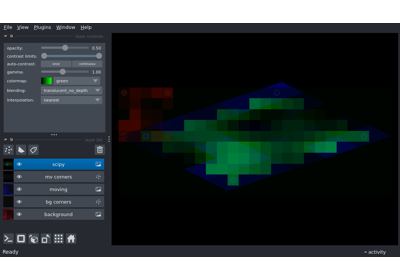 File View Plugins Window Help
opacity: 0.50
contrast limits:
auto-contrast: once continuous
gamma: 1.00
colormap: green
blending: translucent_no_depth
interpolation: nearest
scipy
mv corners
moving
bg corners
background
Ready
activity